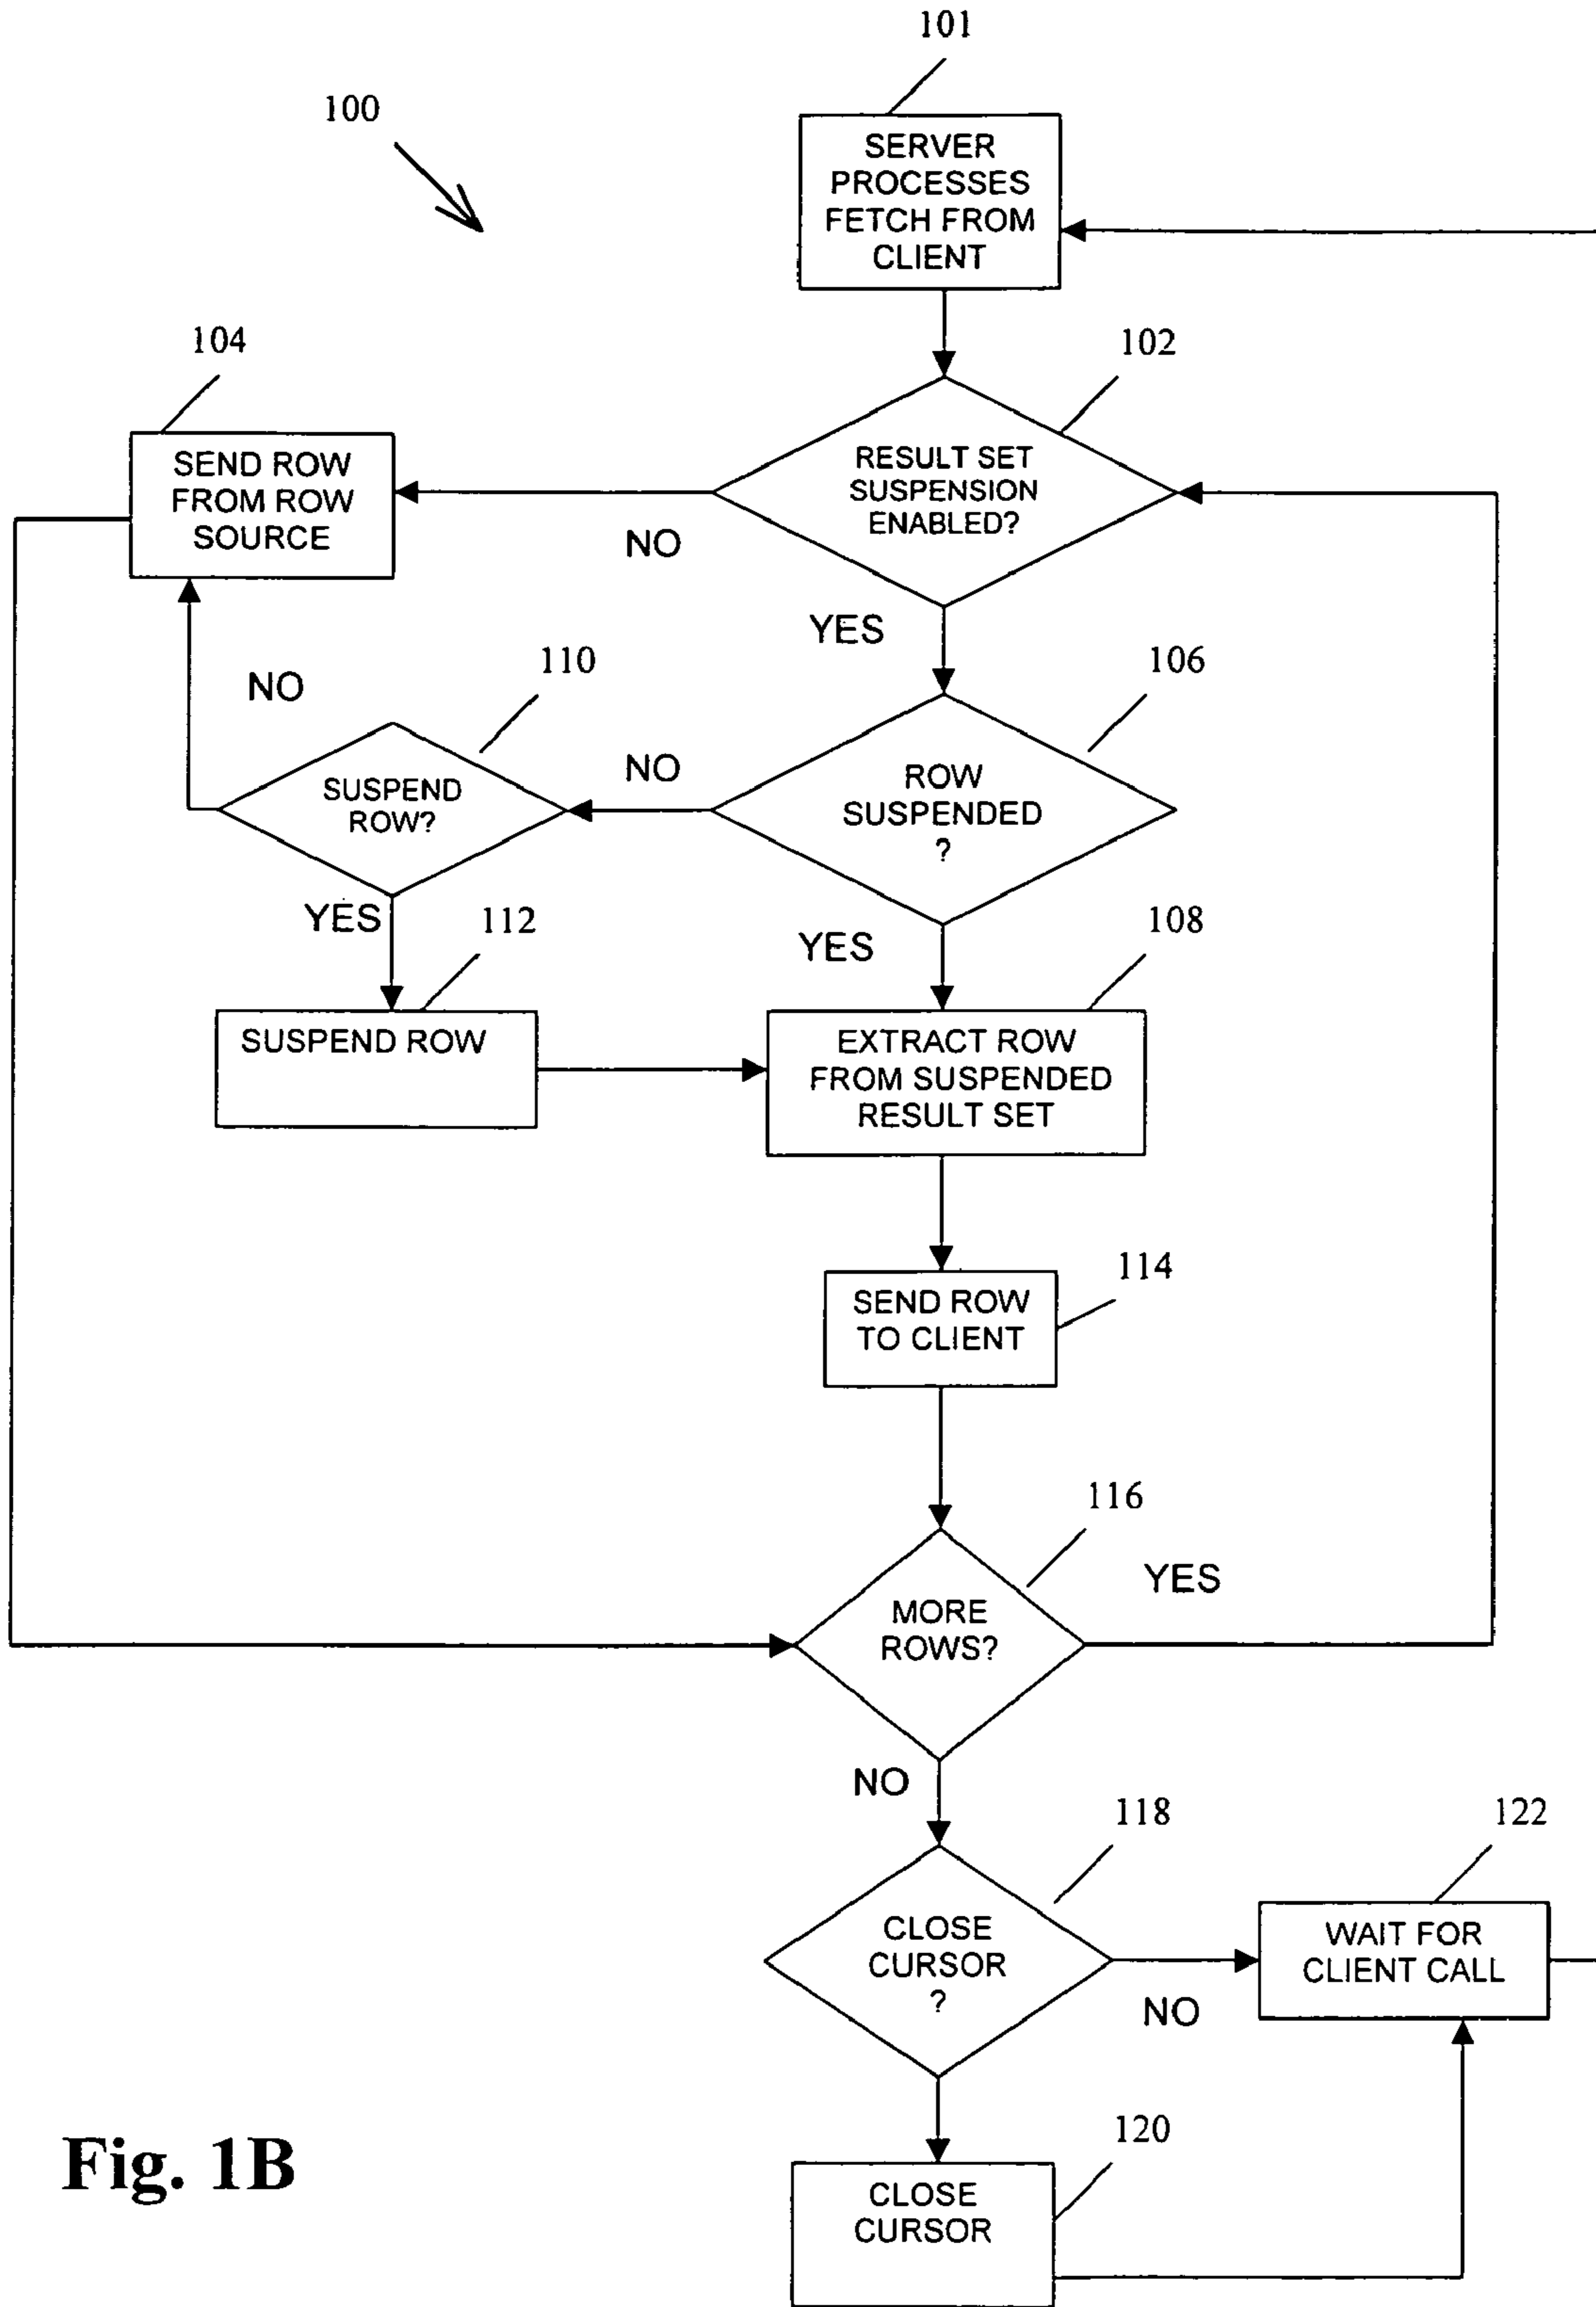 101
100
SERVER
PROCESSES
FETCH FROM
CLIENT
104
102
SEND ROW
FROM ROW
SOURCE
RESULT SET
SUSPENSION
ENABLED?
NO
YES
110
106
NO
NO
SUSPEND
ROW?
ROW
SUSPENDED
?
YES
112
YES
108
SUSPEND ROW
EXTRACT ROW
FROM SUSPENDED
RESULT SET
114
SEND ROW
TO CLIENT
116
YES
MORE
ROWS?
NO
118
122
CLOSE
CURSOR
?
WAIT FOR
CLIENT CALL
NO
120
CLOSE
CURSOR
Fig. 1B